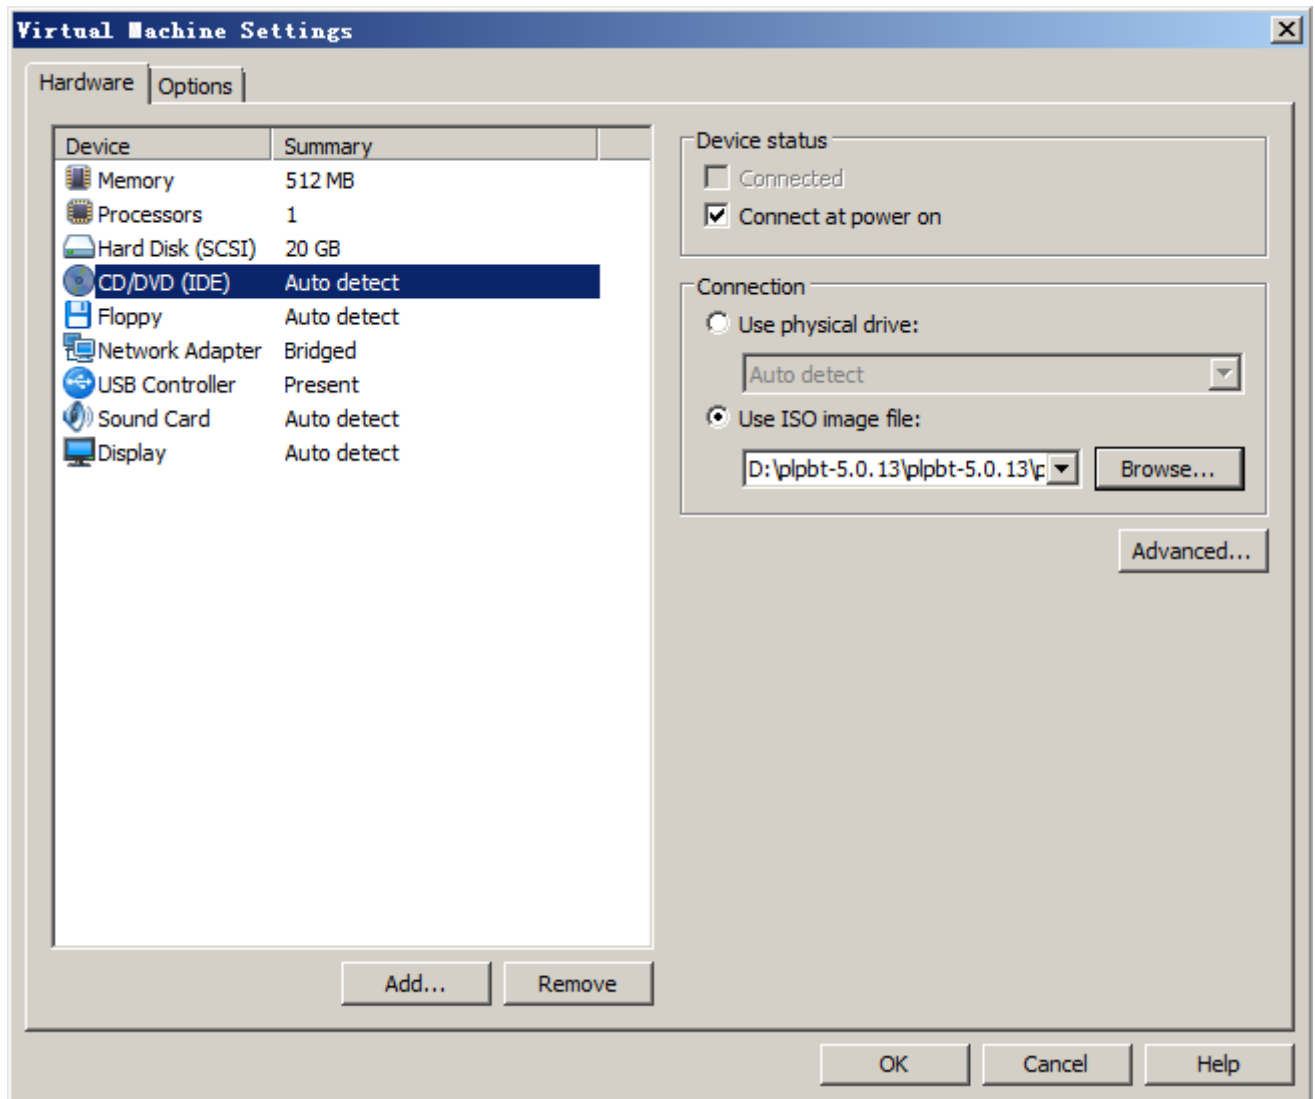 Virtual Machine Settings
Hardware Options
Device Summary
Memory 512 MB
Processors 1
Hard Disk (SCSI) 20 GB
CD/DVD (IDE) Auto detect
Floppy Auto detect
Network Adapter Bridged
USB Controller Present
Sound Card Auto detect
Display Auto detect
Add... Remove
Device status
Connected
Connect at power on
Connection
Use physical drive:
Auto detect
Use ISO image file:
D:\plpbt-5.0.13\plpbt-5.0.13\p Browse...
Advanced...
OK Cancel Help